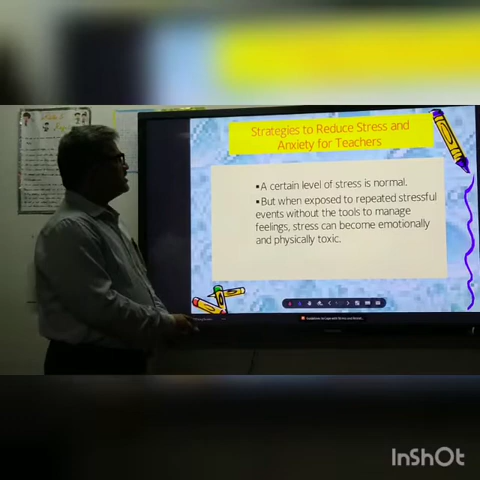 Strategies to Reduce Stress and
Anxiety for Teachers
▪A certain level of stress is normal.
▪But when exposed to repeated stressful
events without the tools to manage
feelings, stress can become emotionally
and physically toxic.
InShOt